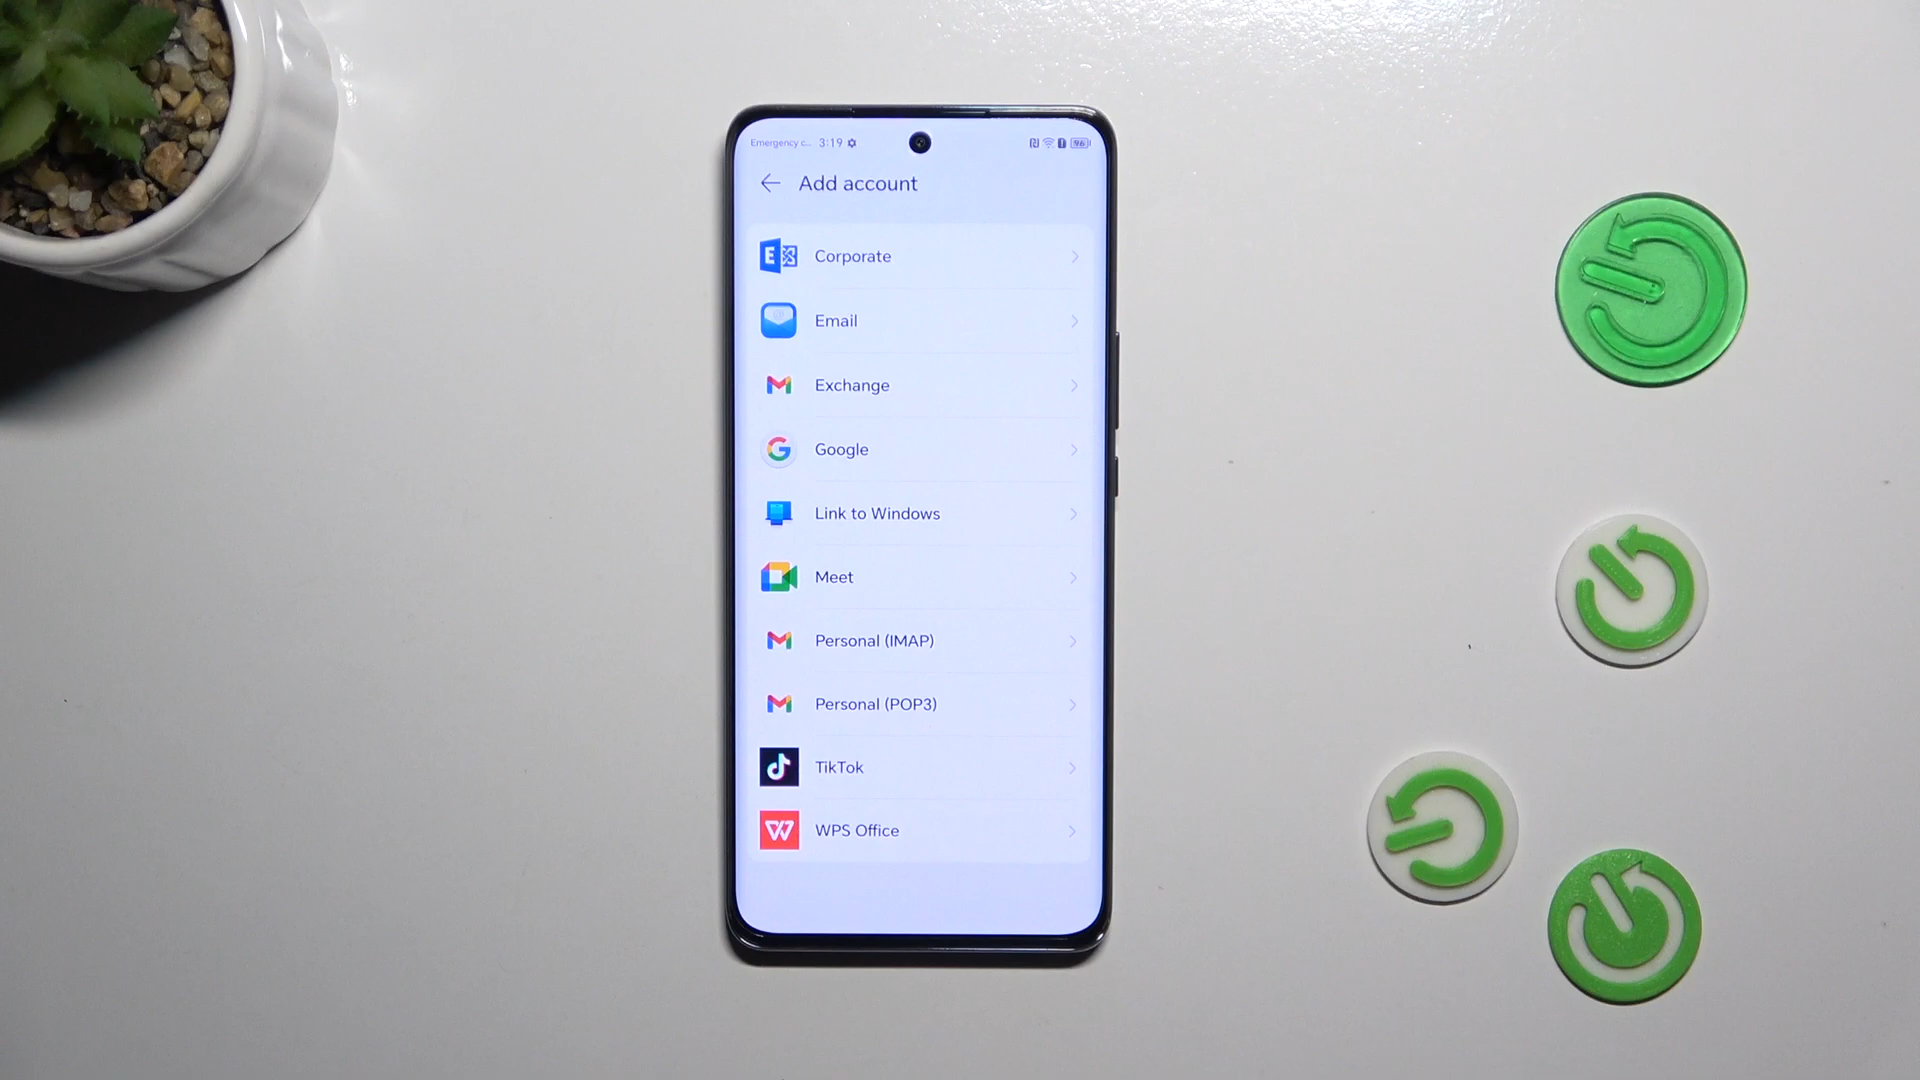 Emergency c... 3:19
96
Add account
Corporate
Email
Exchange
Google
Link to Windows
Meet
Personal (IMAP)
Personal (POP3)
TikTok
WPS Office